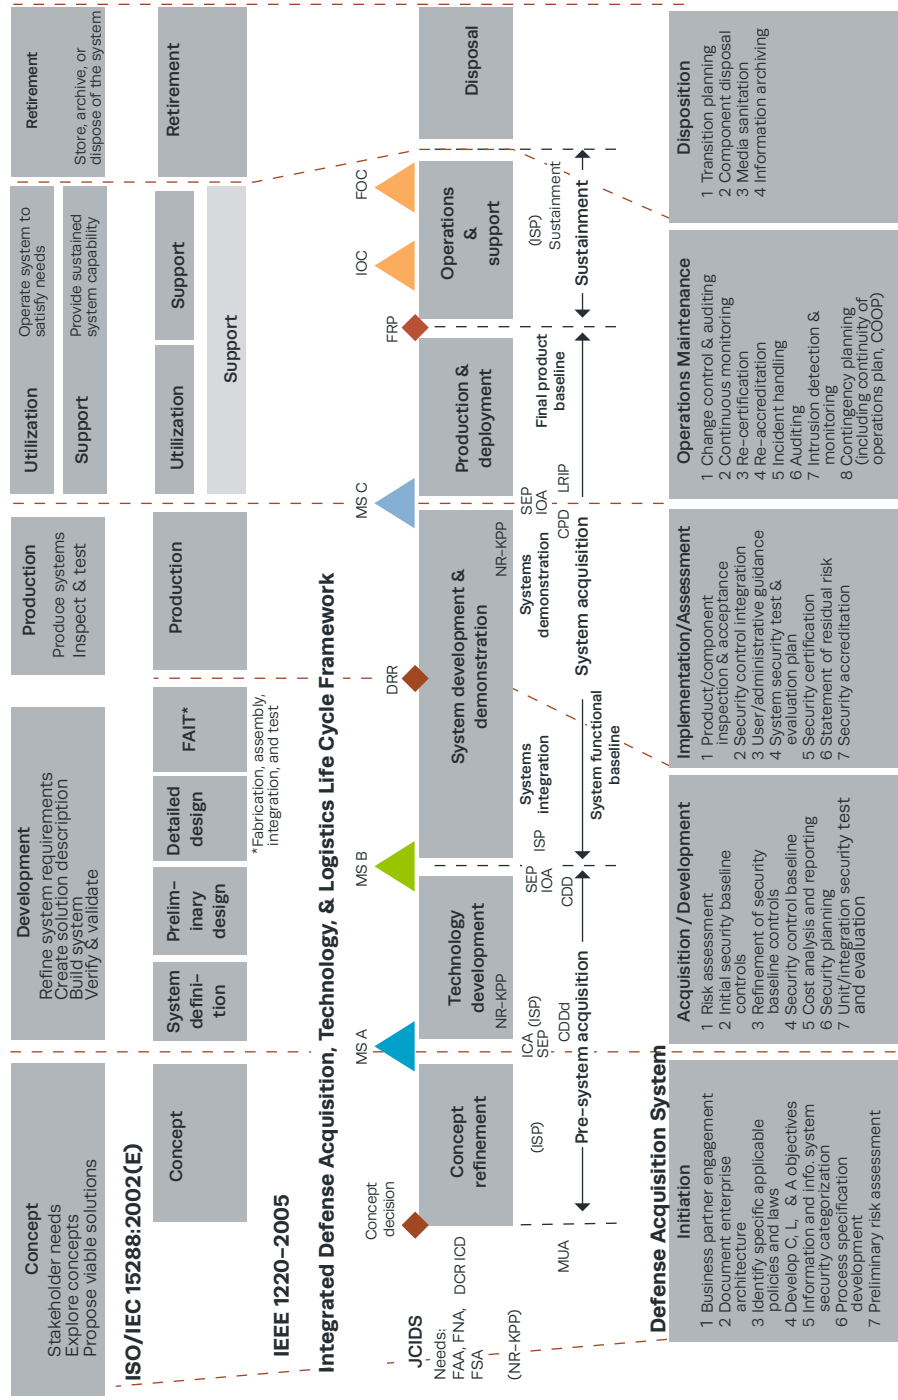 Concept
Stakeholder needs
Explore concepts
Propose viable solutions
Development
Refine system requirements
Create solution description
Build system
Verify & validate
Production
Produce systems
Inspect & test
Utilization
Operate system to
satisfy needs
Support
Provide sustained
system capability
Retirement
Store, archive, or
dispose of the system
ISO/IEC 15288:2002(E)
Concept
System
defini-
tion
Prelim-
inary
design
Detailed
design
FAIT*
Production
Utilization
Support
Support
Retirement
*Fabrication, assembly,
integration, and test
IEEE 1220–2005
Integrated Defense Acquisition, Technology, & Logistics Life Cycle Framework
Concept
decision
MS A
MS B
DRR
MS C
FRP
IOC
FOC
JCIDS
Needs:
FAA, FNA,
FSA
(NR–KPP)
DCR ICD
MUA
Concept
refinement
(ISP)
ICA (ISP)
SEP
CDDd
Technology
development
NR–KPP
SEP
IOA
CDD
ISP
System development &
demonstration
NR–KPP
Systems
integration
Systems
demonstration
SEP
IOA
CPD
LRIP
Production &
deployment
Final product
baseline
Operations
&
support
(ISP)
Sustainment
Disposal
Pre–system acquisition
System functional
baseline
System acquisition
Sustainment
Defense Acquisition System
Initiation
1 Business partner engagement
2 Document enterprise
architecture
3 Identify specific applicable
policies and laws
4 Develop C, L, & A objectives
5 Information and info. system
security categorization
6 Process specification
development
7 Preliminary risk assessment
Acquisition / Development
1 Risk assessment
2 Initial security baseline
controls
3 Refinement of security
baseline controls
4 Security control baseline
5 Cost analysis and reporting
6 Security planning
7 Unit/integration security test
and evaluation
Implementation/Assessment
1 Product/component
inspection & acceptance
2 Security control integration
3 User/administrative guidance
4 System security test &
evaluation plan
5 Security certification
6 Statement of residual risk
7 Security accreditation
Operations Maintenance
1 Change control & auditing
2 Continuous monitoring
3 Re–certification
4 Re–accreditation
5 Incident handling
6 Auditing
7 Intrusion detection &
monitoring
8 Contingency planning
(including continuity of
operations plan, COOP)
Disposition
1 Transition planning
2 Component disposal
3 Media sanitation
4 Information archiving